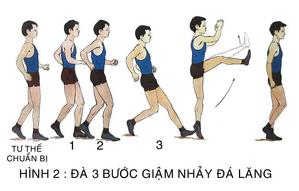 TƯ THẾ
CHUẨN BỊ
1 2 3
HÌNH 2 : ĐÀ 3 BƯỚC GIẬM NHẢY ĐÁ LĂNG